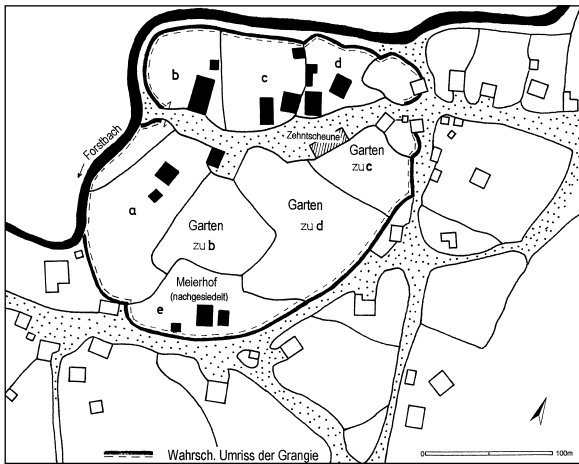 b
c
d
Forstbach
Zehntscheune
Garten
zu c
a
Garten
zu b
Garten
zu d
Meierhof
(nachgesiedelt)
e
Wahrsch. Umriss der Grangie
0
100m